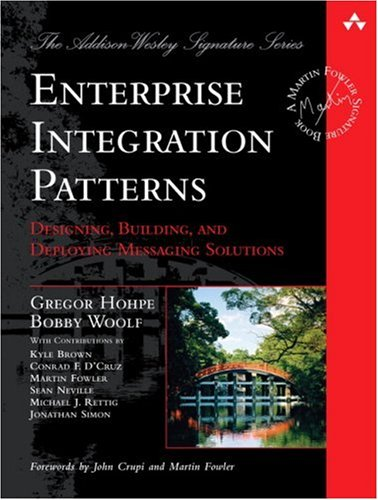 The Addison-Wesley Signature Series
A MARTIN FOWLER SIGNATURE BOOK
Martin
ENTERPRISE
INTEGRATION
PATTERNS
DESIGNING, BUILDING, AND
DEPLOYING MESSAGING SOLUTIONS
GREGOR HOHPE
BOBBY WOOLF
WITH CONTRIBUTIONS BY
KYLE BROWN
CONRAD F. D'CRUZ
MARTIN FOWLER
SEAN NEVILLE
MICHAEL J. RETTIG
JONATHAN SIMON
Forewords by John Crupi and Martin Fowler